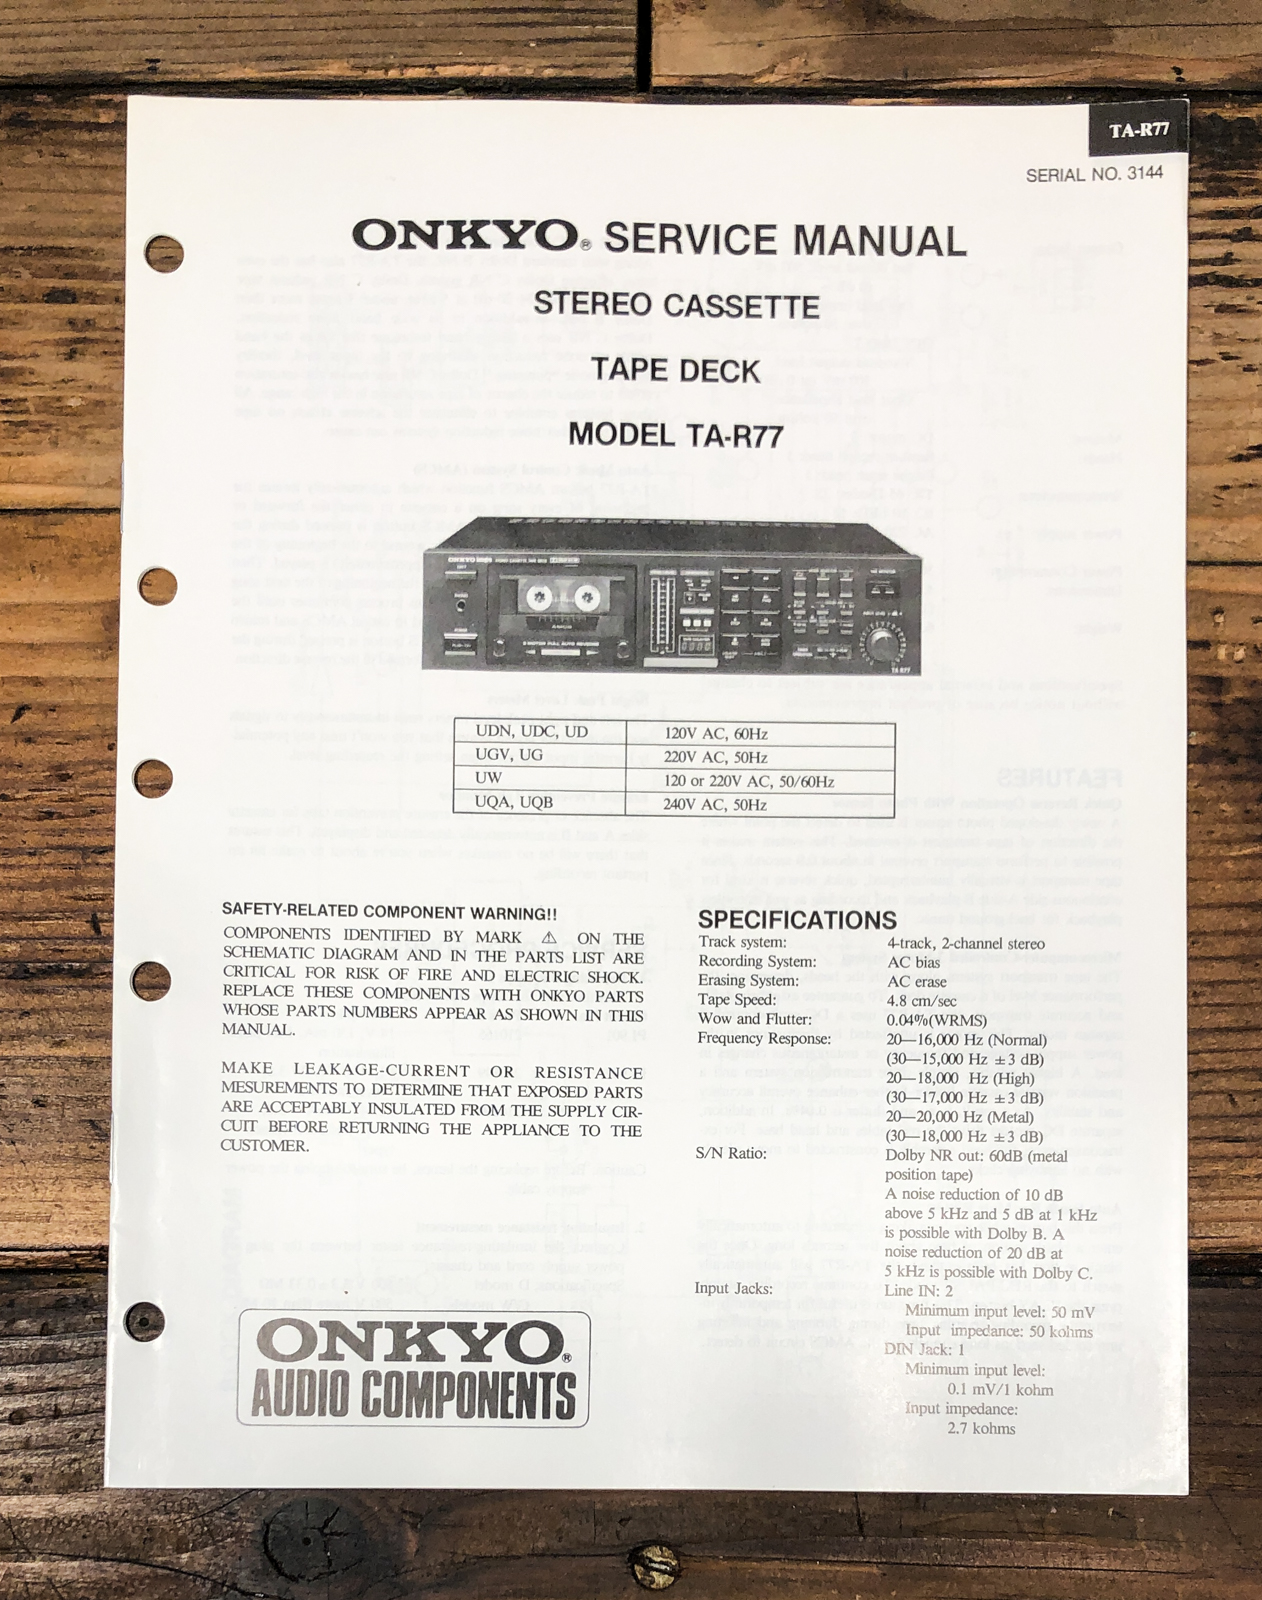 TA-R77
SERIAL NO. 3144
ONKYO® SERVICE MANUAL
STEREO CASSETTE
TAPE DECK
MODEL TA-R77
ONKYO
TA-R77
UDN, UDC, UD 120V AC, 60Hz
UGV, UG 220V AC, 50Hz
UW 120 or 220V AC, 50/60Hz
UQA, UQB 240V AC, 50Hz
SAFETY-RELATED COMPONENT WARNING!!
COMPONENTS IDENTIFIED BY MARK ⚠ ON THE
SCHEMATIC DIAGRAM AND IN THE PARTS LIST ARE
CRITICAL FOR RISK OF FIRE AND ELECTRIC SHOCK.
REPLACE THESE COMPONENTS WITH ONKYO PARTS
WHOSE PARTS NUMBERS APPEAR AS SHOWN IN THIS
MANUAL.
MAKE LEAKAGE-CURRENT OR RESISTANCE
MESUREMENTS TO DETERMINE THAT EXPOSED PARTS
ARE ACCEPTABLY INSULATED FROM THE SUPPLY CIR-
CUIT BEFORE RETURNING THE APPLIANCE TO THE
CUSTOMER.
ONKYO®
AUDIO COMPONENTS
SPECIFICATIONS
Track system: 4-track, 2-channel stereo
Recording System: AC bias
Erasing System: AC erase
Tape Speed: 4.8 cm/sec
Wow and Flutter: 0.04%(WRMS)
Frequency Response: 20—16,000 Hz (Normal)
(30—15,000 Hz ±3 dB)
20—18,000 Hz (High)
(30—17,000 Hz ±3 dB)
20—20,000 Hz (Metal)
(30—18,000 Hz ±3 dB)
S/N Ratio: Dolby NR out: 60dB (metal
position tape)
A noise reduction of 10 dB
above 5 kHz and 5 dB at 1 kHz
is possible with Dolby B. A
noise reduction of 20 dB at
5 kHz is possible with Dolby C.
Input Jacks: Line IN: 2
Minimum input level: 50 mV
Input impedance: 50 kohms
DIN Jack: 1
Minimum input level:
0.1 mV/1 kohm
Input impedance:
2.7 kohms